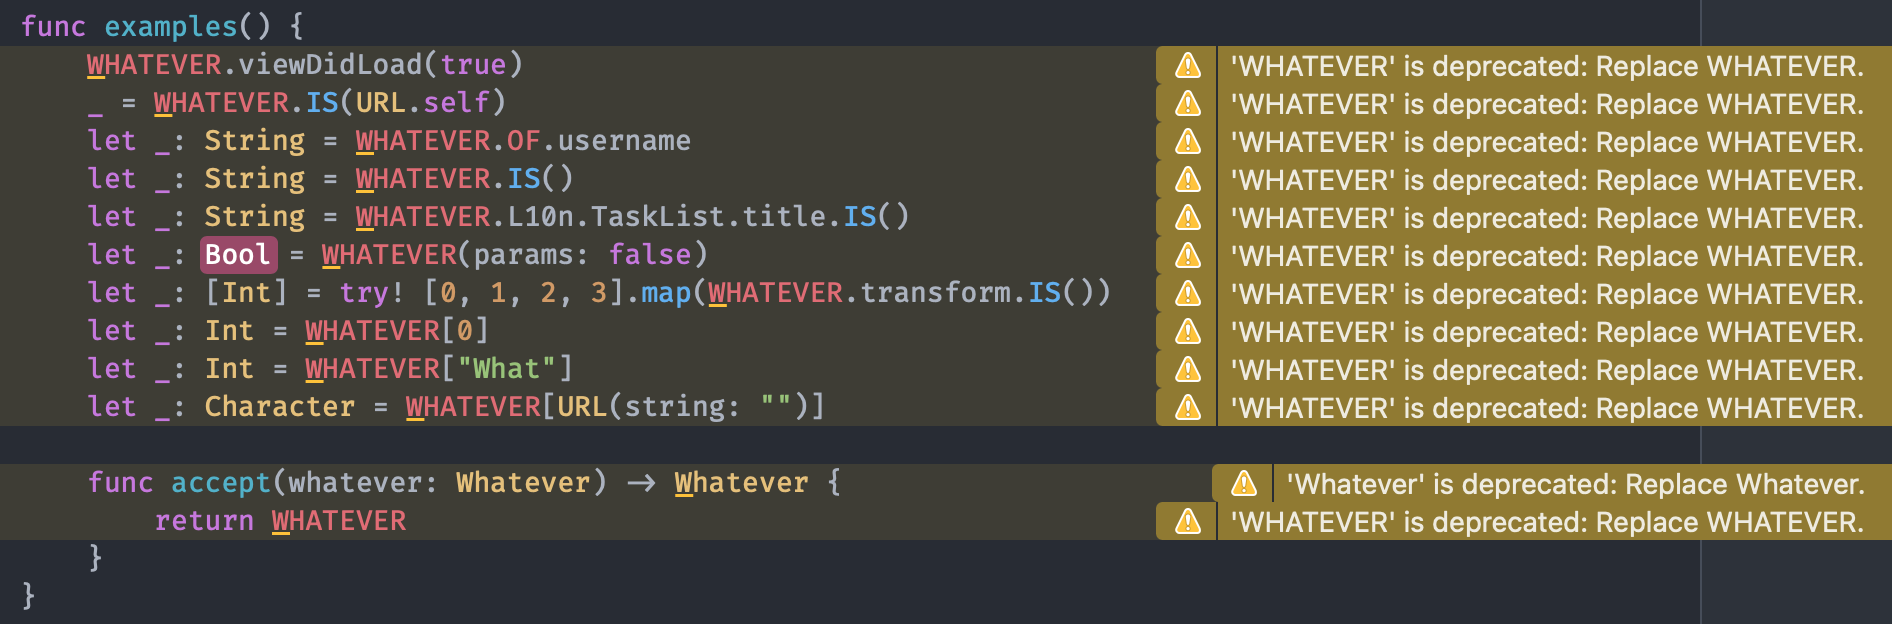 func examples() {
WHATEVER.viewDidLoad(true) 'WHATEVER' is deprecated: Replace WHATEVER.
_ = WHATEVER.IS(URL.self) 'WHATEVER' is deprecated: Replace WHATEVER.
let _: String = WHATEVER.OF.username 'WHATEVER' is deprecated: Replace WHATEVER.
let _: String = WHATEVER.IS() 'WHATEVER' is deprecated: Replace WHATEVER.
let _: String = WHATEVER.L10n.TaskList.title.IS() 'WHATEVER' is deprecated: Replace WHATEVER.
let _: Bool = WHATEVER(params: false) 'WHATEVER' is deprecated: Replace WHATEVER.
let _: [Int] = try! [0, 1, 2, 3].map(WHATEVER.transform.IS()) 'WHATEVER' is deprecated: Replace WHATEVER.
let _: Int = WHATEVER[0] 'WHATEVER' is deprecated: Replace WHATEVER.
let _: Int = WHATEVER["What"] 'WHATEVER' is deprecated: Replace WHATEVER.
let _: Character = WHATEVER[URL(string: "")] 'WHATEVER' is deprecated: Replace WHATEVER.
func accept(whatever: Whatever) → Whatever { 'Whatever' is deprecated: Replace Whatever.
return WHATEVER 'WHATEVER' is deprecated: Replace WHATEVER.
}
}